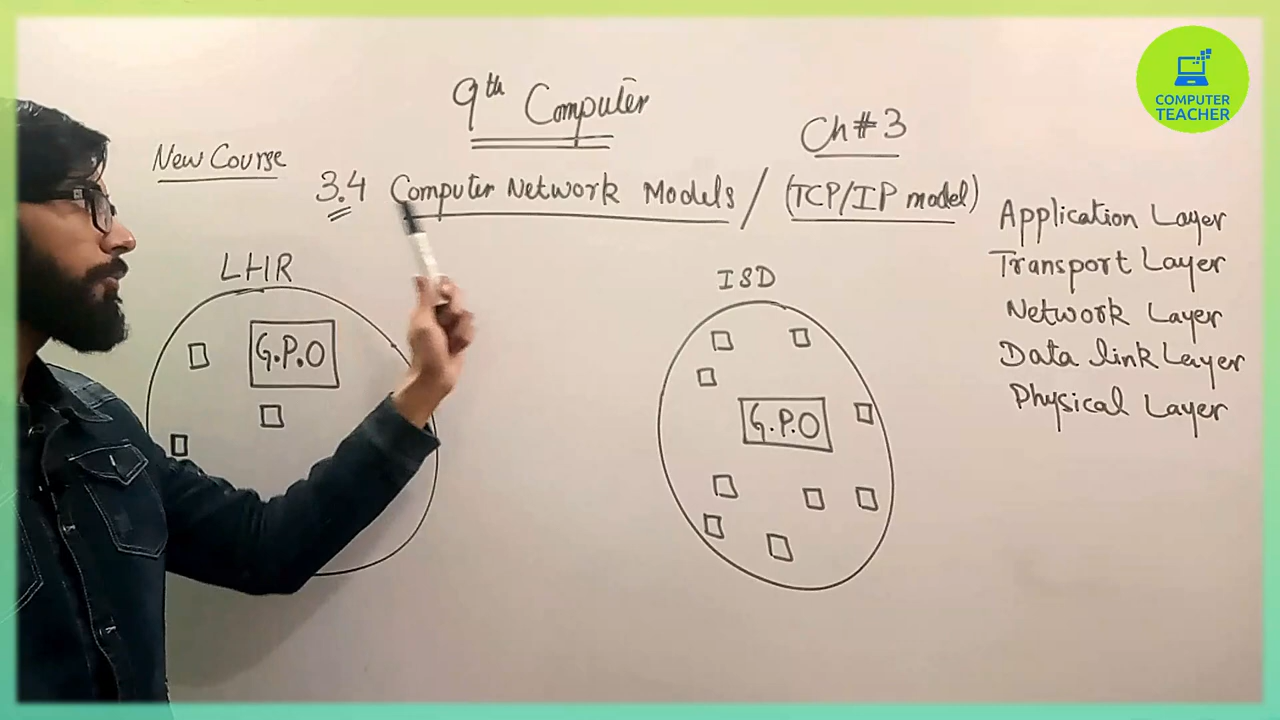 9th Computer
Ch#3
COMPUTER
TEACHER
New Course
3.4 Computer Network Models / (TCP/IP model)
Application Layer
Transport Layer
Network Layer
Data link Layer
Physical Layer
LHR
G.P.O
ISD
G.P.O